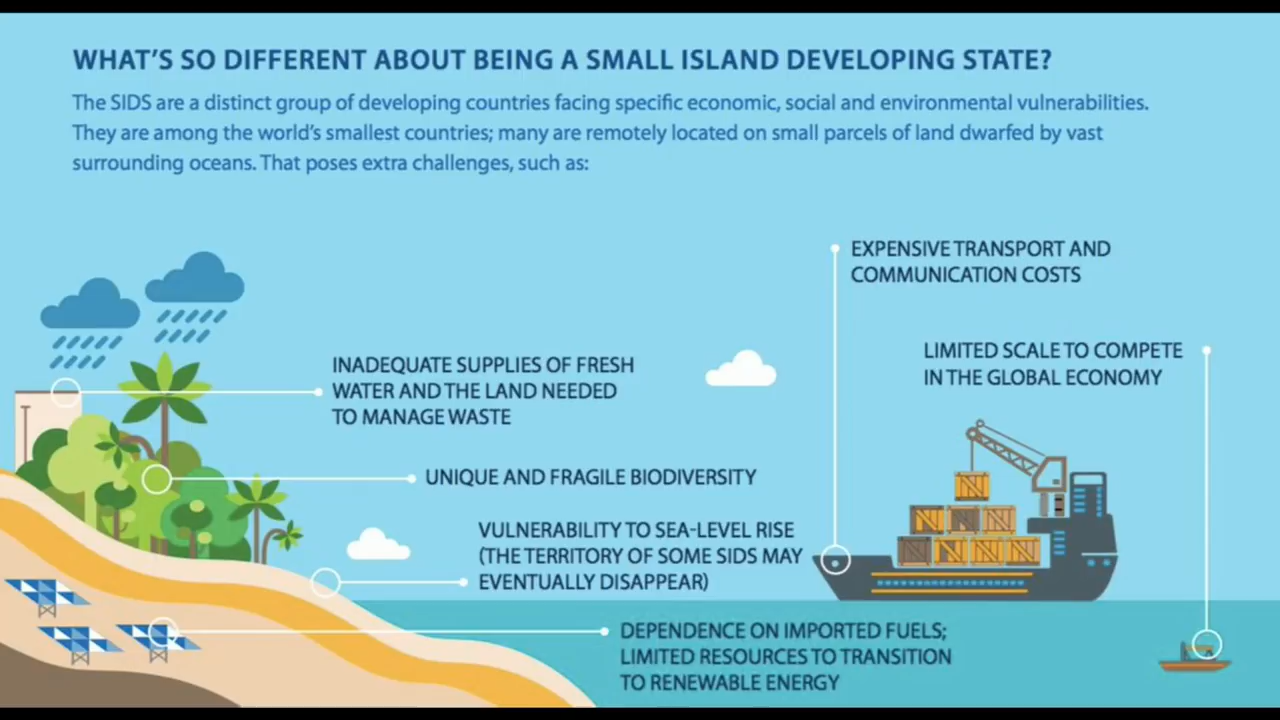 WHAT'S SO DIFFERENT ABOUT BEING A SMALL ISLAND DEVELOPING STATE?
The SIDS are a distinct group of developing countries facing specific economic, social and environmental vulnerabilities.
They are among the world's smallest countries; many are remotely located on small parcels of land dwarfed by vast
surrounding oceans. That poses extra challenges, such as:
EXPENSIVE TRANSPORT AND
COMMUNICATION COSTS
LIMITED SCALE TO COMPETE
IN THE GLOBAL ECONOMY
INADEQUATE SUPPLIES OF FRESH
WATER AND THE LAND NEEDED
TO MANAGE WASTE
UNIQUE AND FRAGILE BIODIVERSITY
VULNERABILITY TO SEA-LEVEL RISE
(THE TERRITORY OF SOME SIDS MAY
EVENTUALLY DISAPPEAR)
DEPENDENCE ON IMPORTED FUELS;
LIMITED RESOURCES TO TRANSITION
TO RENEWABLE ENERGY